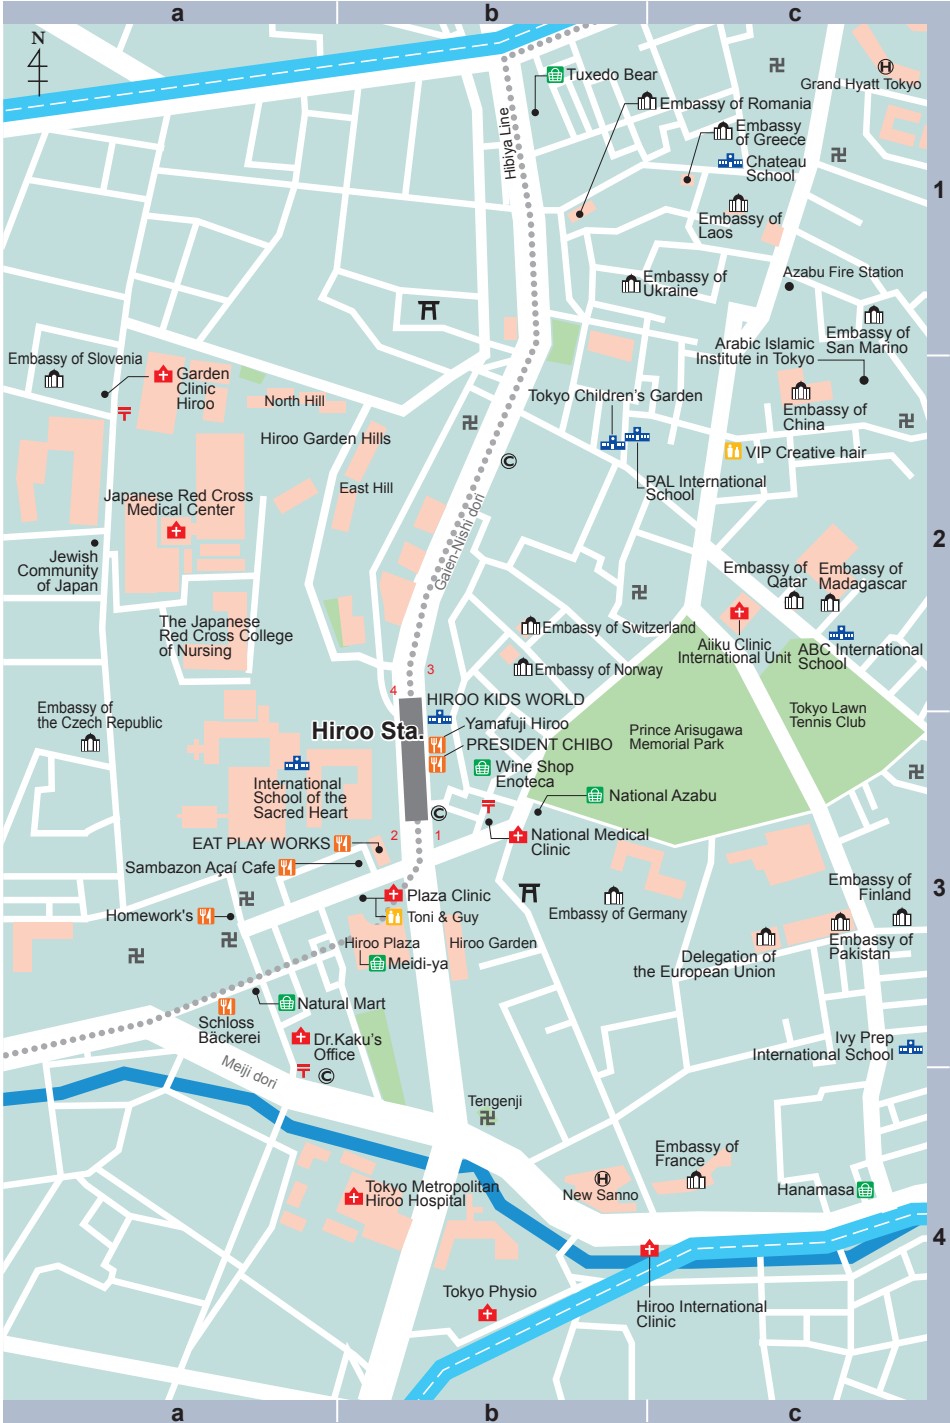 a
b
c
N
Tuxedo Bear
Grand Hyatt Tokyo
Embassy of Romania
Embassy
of Greece
Hibiya Line
Chateau
School
1
Embassy of
Laos
Embassy of
Ukraine
Azabu Fire Station
Embassy of
San Marino
Arabic Islamic
Institute in Tokyo
Embassy of Slovenia
Garden
Clinic
Hiroo
North Hill
Tokyo Children's Garden
Embassy of
China
Hiroo Garden Hills
VIP Creative hair
East Hill
PAL International
School
Japanese Red Cross
Medical Center
Gaien-Nishi dori
2
Jewish
Community
of Japan
Embassy of
Qatar
Embassy of
Madagascar
The Japanese
Red Cross College
of Nursing
Embassy of Switzerland
Aiiku Clinic
International Unit
ABC International
School
Embassy of Norway
3
4
HIROO KIDS WORLD
Embassy of
the Czech Republic
Hiroo Sta.
Yamafuji Hiroo
PRESIDENT CHIBO
Prince Arisugawa
Memorial Park
Tokyo Lawn
Tennis Club
Wine Shop
Enoteca
International
School of the
Sacred Heart
National Azabu
C
C
2
1
National Medical
Clinic
EAT PLAY WORKS
Sambazon Açaí Cafe
3
Plaza Clinic
Embassy of
Finland
Homework's
Toni & Guy
Embassy of Germany
Embassy of
Pakistan
Hiroo Plaza
Hiroo Garden
Meidi-ya
Delegation of
the European Union
Natural Mart
Schloss
Bäckerei
Dr.Kaku's
Office
Ivy Prep
International School
Meiji dori
C
Tengenji
Embassy of
France
H
H
New Sanno
Hanamasa
Tokyo Metropolitan
Hiroo Hospital
4
Tokyo Physio
Hiroo International
Clinic
a
b
c